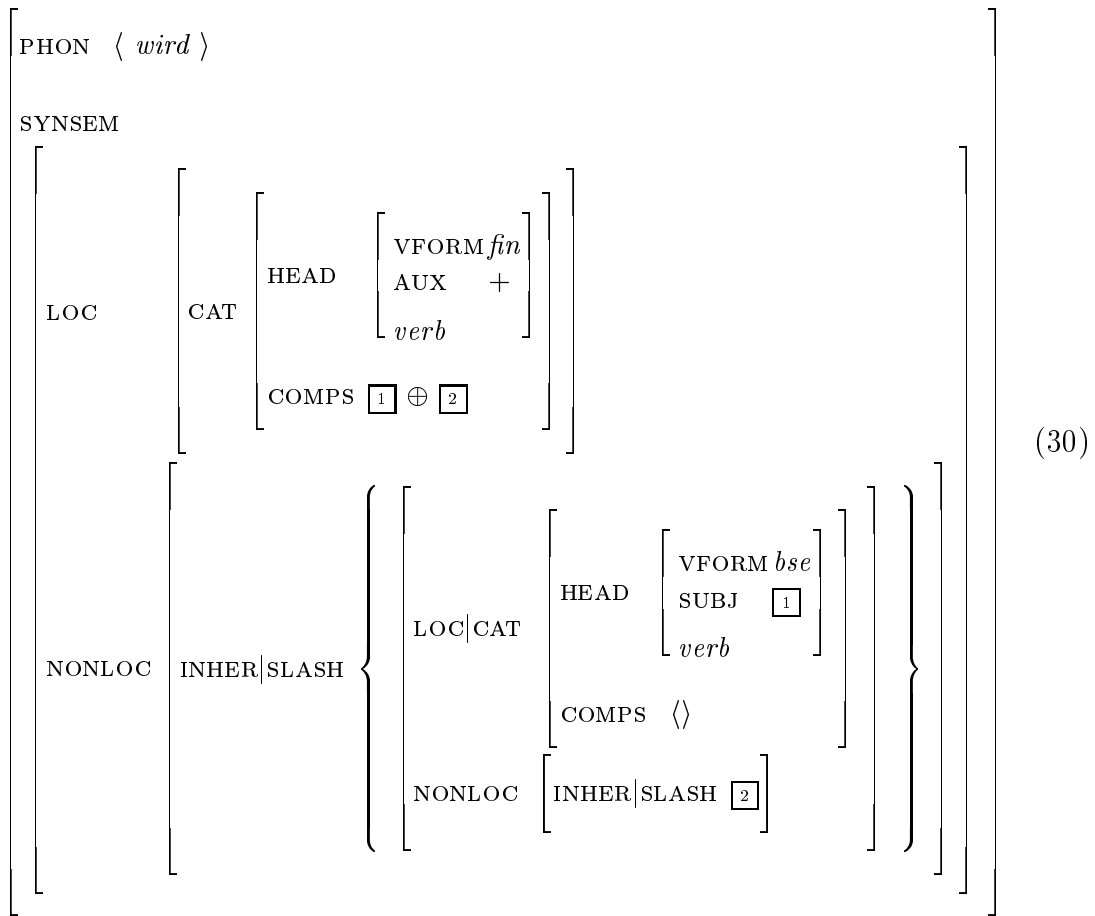 PHON ⟨ wird ⟩
SYNSEM
LOC CAT HEAD VFORM fin
AUX +
verb
COMPS 1 ⊕ 2
(30)
NONLOC INHER|SLASH LOC|CAT HEAD VFORM bse
SUBJ 1
verb
COMPS ⟨⟩
NONLOC INHER|SLASH 2